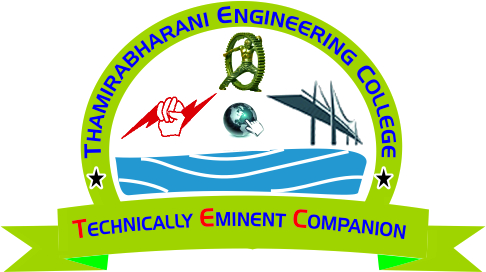 THAMIRABHARANI ENGINEERING COLLEGE
TECHNICALLY EMINENT COMPANION